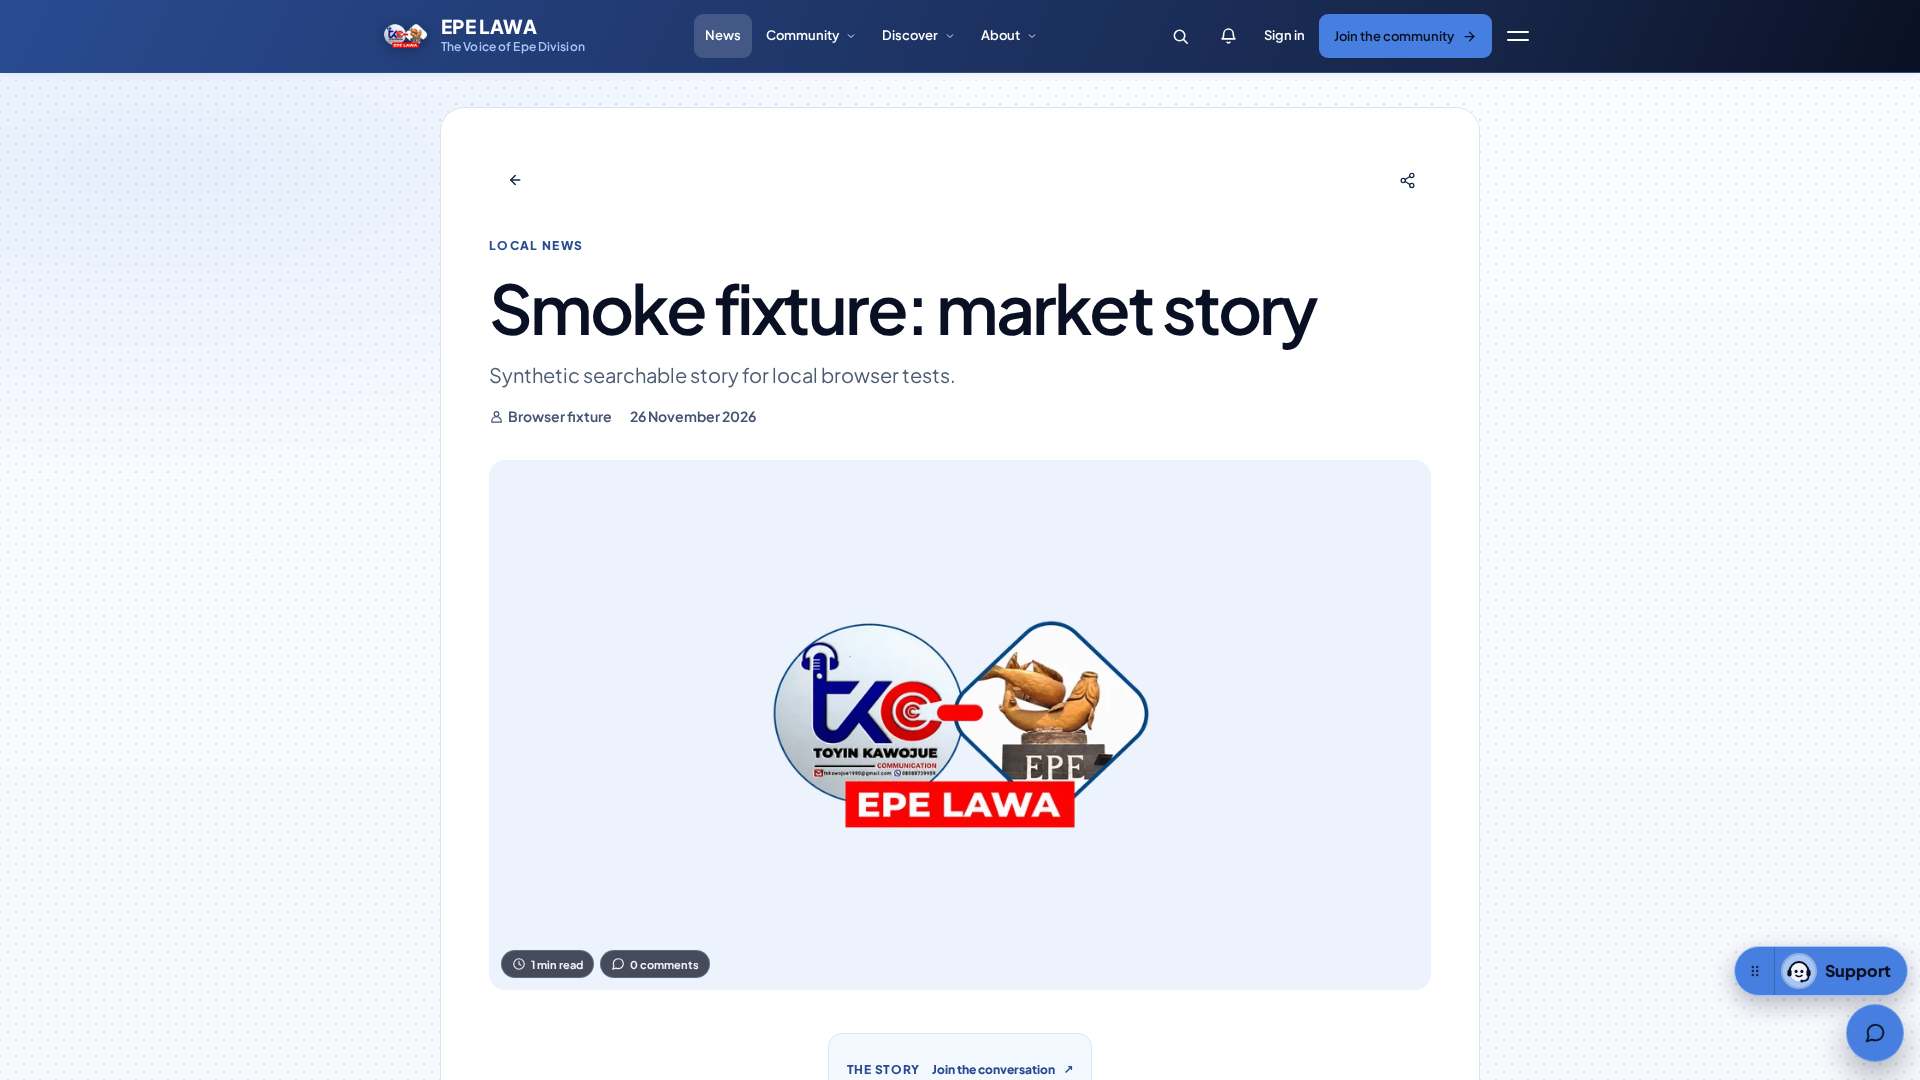 EPE LAWA
The Voice of Epe Division
News
Community
Discover
About
Sign in
Join the community
LOCAL NEWS
Smoke fixture: market story
Synthetic searchable story for local browser tests.
Browser fixture
26 November 2026
TKC
TOYIN KAWOJUE
COMMUNICATION
EPE
EPE LAWA
1 min read
0 comments
Support
THE STORY
Join the conversation